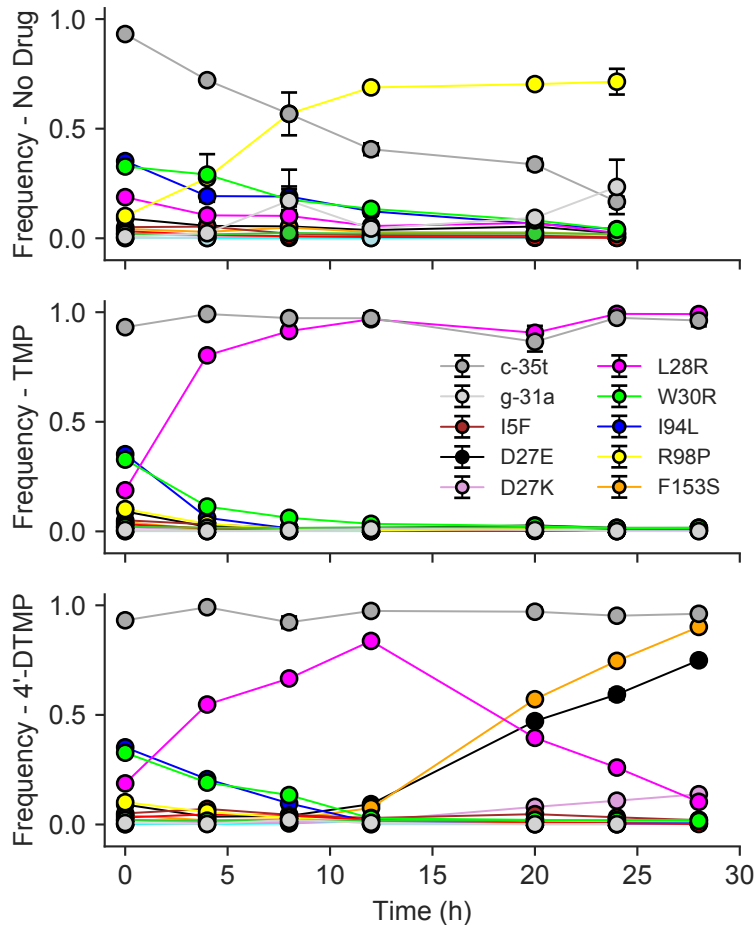 Frequency - No Drug
1.0
0.5
0.0
Frequency - TMP
1.0
0.5
0.0
c-35t
g-31a
I5F
D27E
D27K
L28R
W30R
I94L
R98P
F153S
Frequency - 4'-DTMP
1.0
0.5
0.0
0
5
10
15
20
25
30
Time (h)